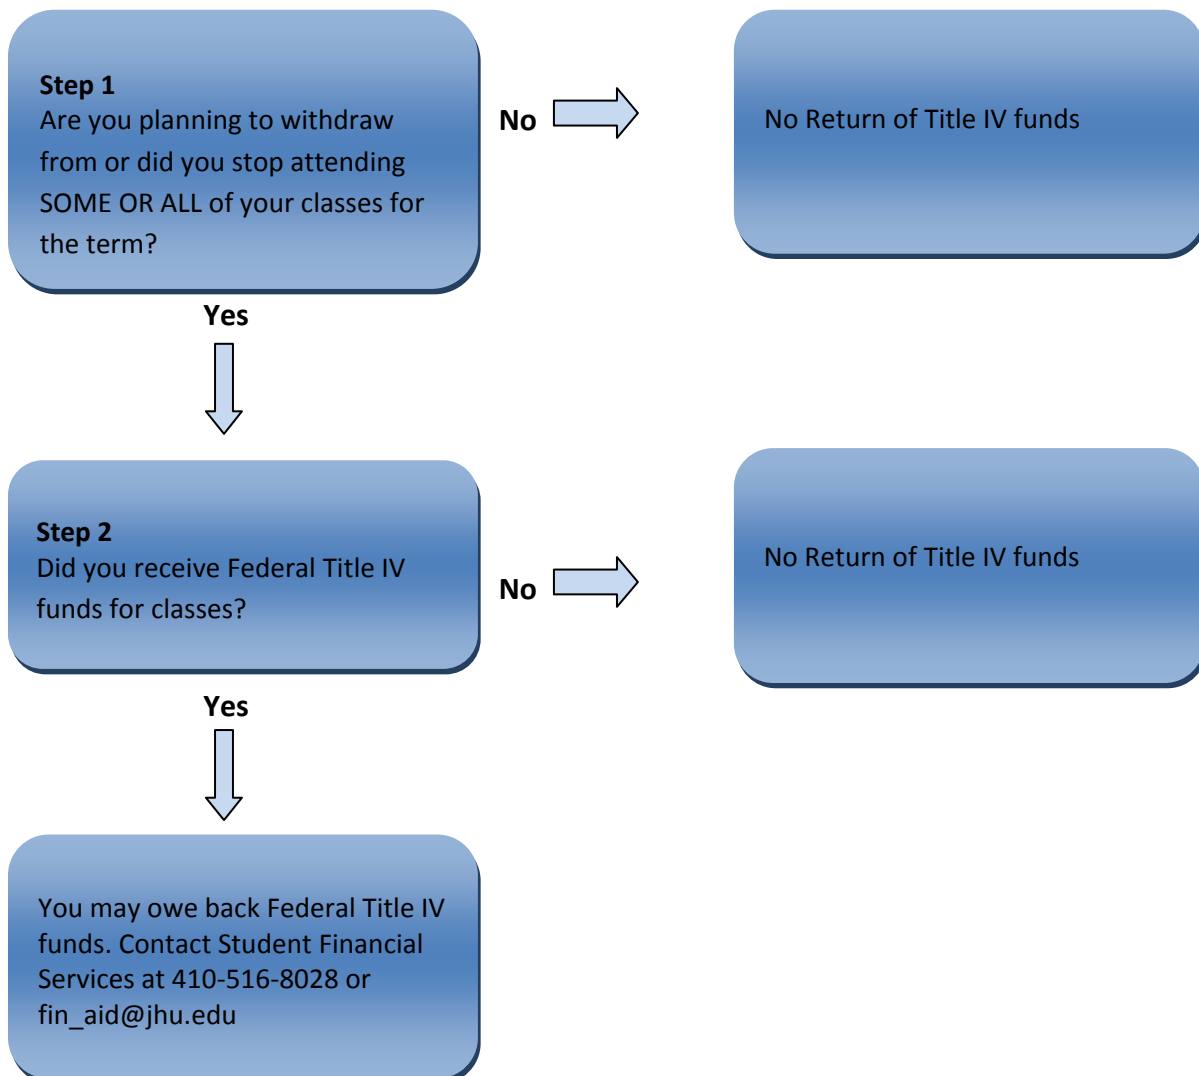 Step 1
Are you planning to withdraw
from or did you stop attending
SOME OR ALL of your classes for
the term?
No
No Return of Title IV funds
Yes
Step 2
Did you receive Federal Title IV
funds for classes?
No
No Return of Title IV funds
Yes
You may owe back Federal Title IV
funds. Contact Student Financial
Services at 410-516-8028 or
fin_aid@jhu.edu